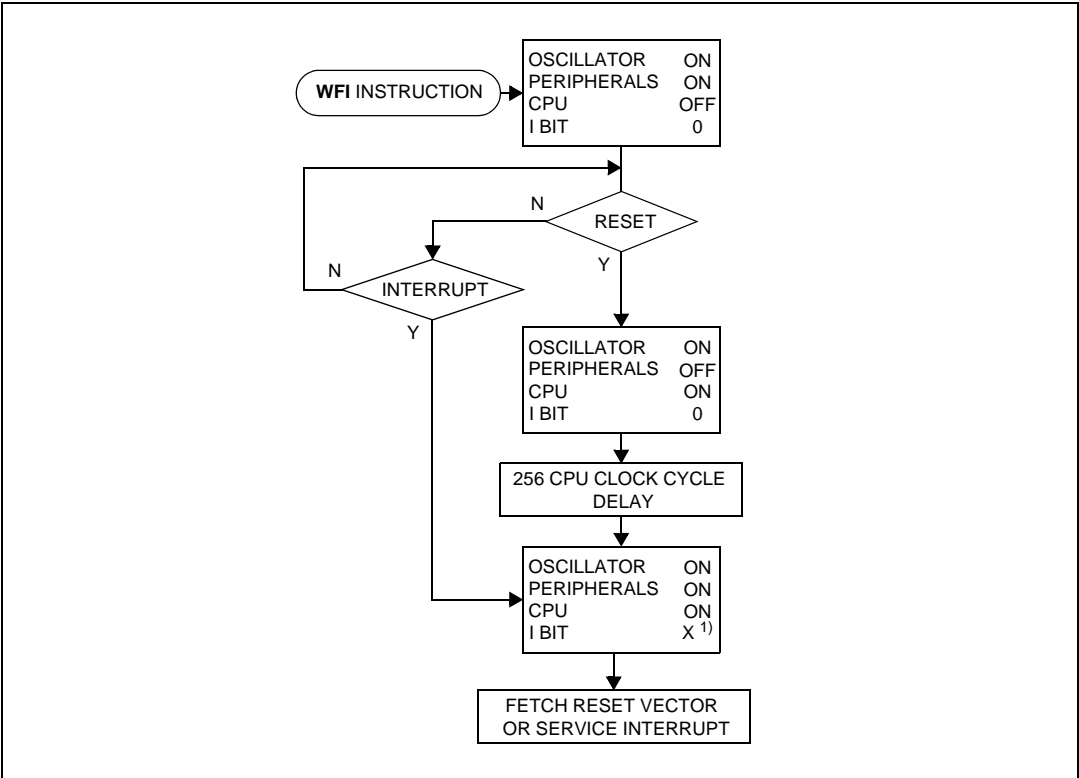 WFI INSTRUCTION
OSCILLATOR ON
PERIPHERALS ON
CPU OFF
I BIT 0
N
RESET
Y
N
INTERRUPT
Y
OSCILLATOR ON
PERIPHERALS OFF
CPU ON
I BIT 0
256 CPU CLOCK CYCLE
DELAY
OSCILLATOR ON
PERIPHERALS ON
CPU ON
I BIT X 1)
FETCH RESET VECTOR
OR SERVICE INTERRUPT